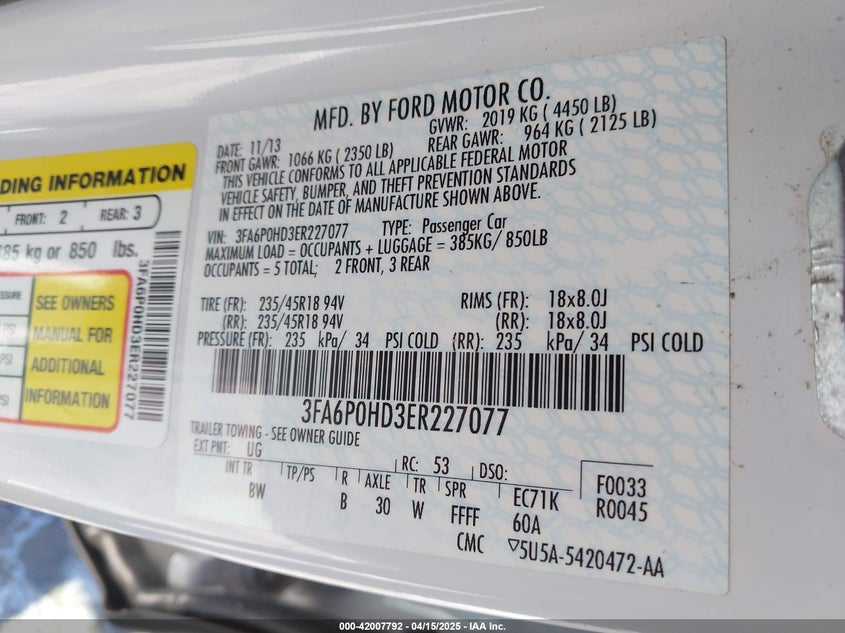 MFD. BY FORD MOTOR CO.
DATE: 11/13 GVWR: 2019 KG ( 4450 LB)
FRONT GAWR: 1066 KG ( 2350 LB) REAR GAWR: 964 KG ( 2125 LB)
THIS VEHICLE CONFORMS TO ALL APPLICABLE FEDERAL MOTOR
VEHICLE SAFETY, BUMPER, AND THEFT PREVENTION STANDARDS
IN EFFECT ON THE DATE OF MANUFACTURE SHOWN ABOVE.
VIN: 3FA6P0HD3ER227077 TYPE: Passenger Car
MAXIMUM LOAD = OCCUPANTS + LUGGAGE = 385KG/ 850LB
OCCUPANTS = 5 TOTAL; 2 FRONT, 3 REAR
TIRE (FR): 235/45R18 94V RIMS (FR): 18x8.0J
(RR): 235/45R18 94V (RR): 18x8.0J
PRESSURE (FR): 235 kPa/ 34 PSI COLD (RR): 235 kPa/ 34 PSI COLD
3FA6P0HD3ER227077
TRAILER TOWING - SEE OWNER GUIDE
EXT PNT: UG RC: 53 DSO:
INT TR TP/PS R AXLE TR SPR EC71K F0033
BW B 30 W FFFF 60A R0045
CMC ▽5U5A-5420472-AA
DING INFORMATION
FRONT: 2 REAR: 3
385 kg or 850 lbs.
SSURE
PSI
PSI
PSI
SEE OWNERS
MANUAL FOR
ADDITIONAL
INFORMATION
3FA6P0HD3ER227077
000-42007792 - 04/15/2025 - IAA Inc.